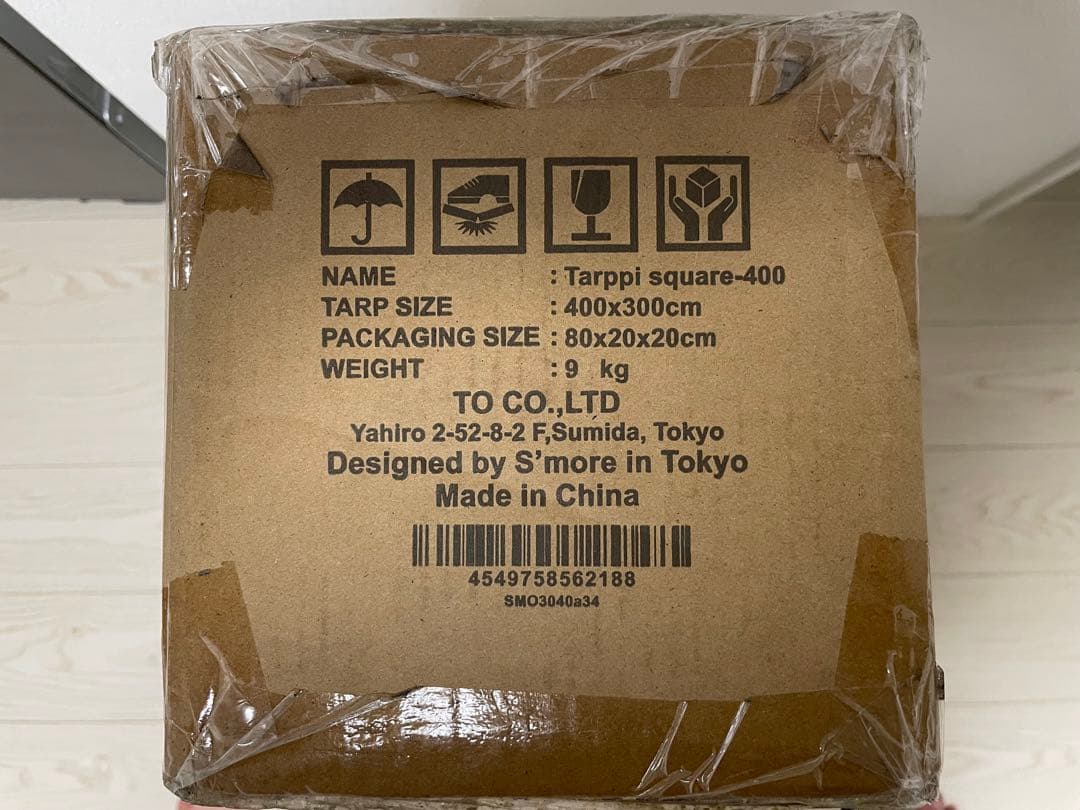 NAME : Tarppi square-400
TARP SIZE : 400x300cm
PACKAGING SIZE : 80x20x20cm
WEIGHT : 9 kg
TO CO.,LTD
Yahiro 2-52-8-2 F,Sumida, Tokyo
Designed by S'more in Tokyo
Made in China
4549758562188
SMO3040a34